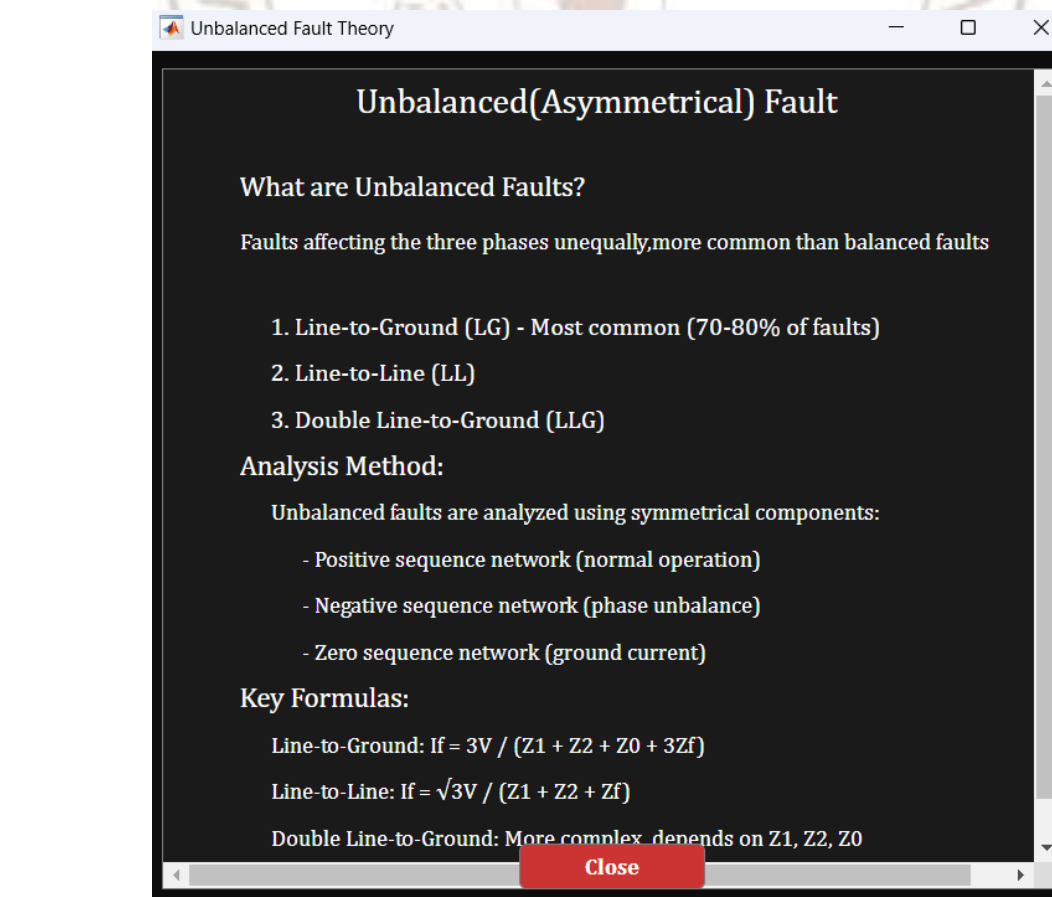 Unbalanced Fault Theory
Unbalanced(Asymmetrical) Fault
What are Unbalanced Faults?
Faults affecting the three phases unequally,more common than balanced faults
1. Line-to-Ground (LG) - Most common (70-80% of faults)
2. Line-to-Line (LL)
3. Double Line-to-Ground (LLG)
Analysis Method:
Unbalanced faults are analyzed using symmetrical components:
- Positive sequence network (normal operation)
- Negative sequence network (phase unbalance)
- Zero sequence network (ground current)
Key Formulas:
Line-to-Ground: If = 3V / (Z1 + Z2 + Z0 + 3Zf)
Line-to-Line: If = √3V / (Z1 + Z2 + Zf)
Double Line-to-Ground: More complex, depends on Z1, Z2, Z0
Close